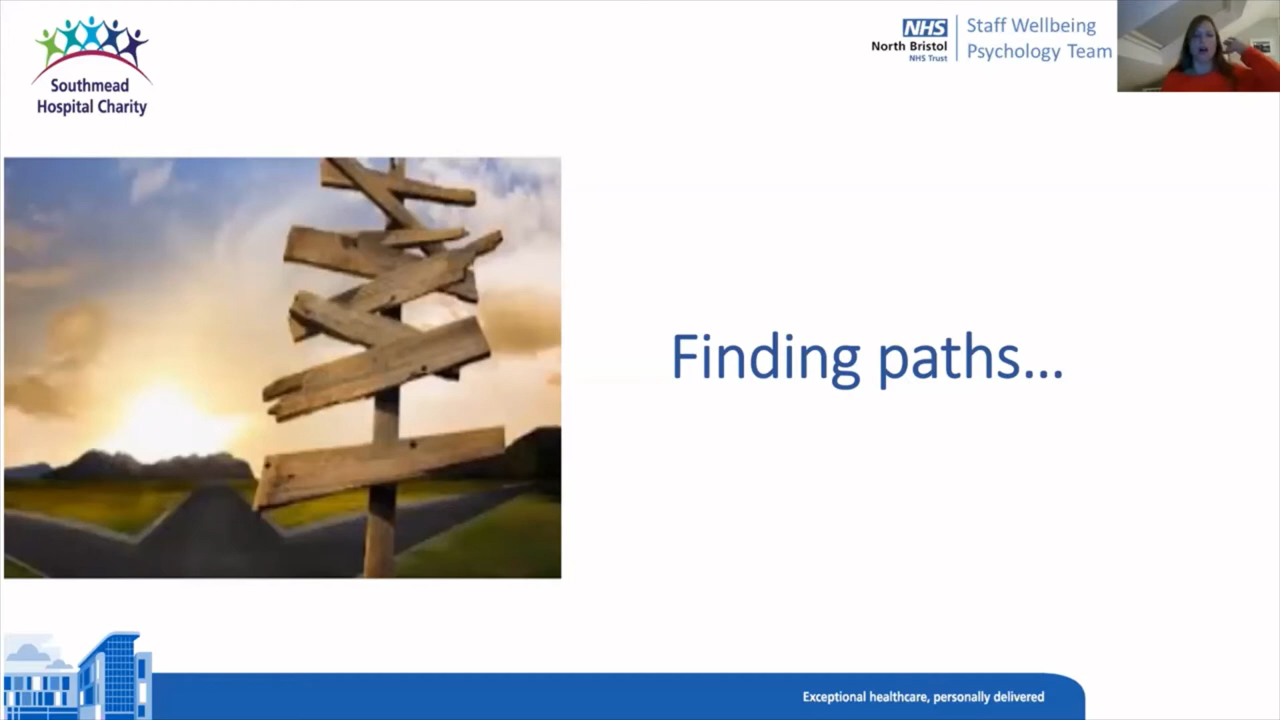 Southmead
Hospital Charity
NHS
North Bristol
NHS Trust
Staff Wellbeing
Psychology Team
Finding paths...
Exceptional healthcare, personally delivered